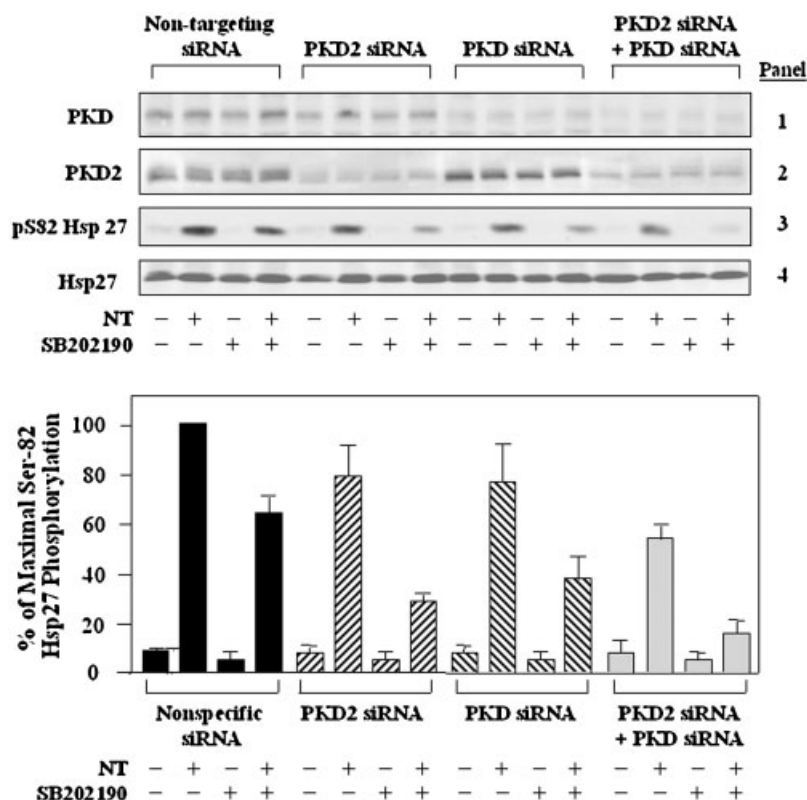 Non-targeting siRNA
PKD2 siRNA
PKD siRNA
PKD2 siRNA + PKD siRNA
Panel
PKD
1
PKD2
2
pS82 Hsp 27
3
Hsp27
4
NT − + − + − + − + − + − + − + − +
SB202190 − − + + − − + + − − + + − − + +
% of Maximal Ser-82
Hsp27 Phosphorylation
100
80
60
40
20
0
Nonspecific siRNA
PKD2 siRNA
PKD siRNA
PKD2 siRNA + PKD siRNA
NT − + − + − + − + − + − + − + − +
SB202190 − − + + − − + + − − + + − − + +